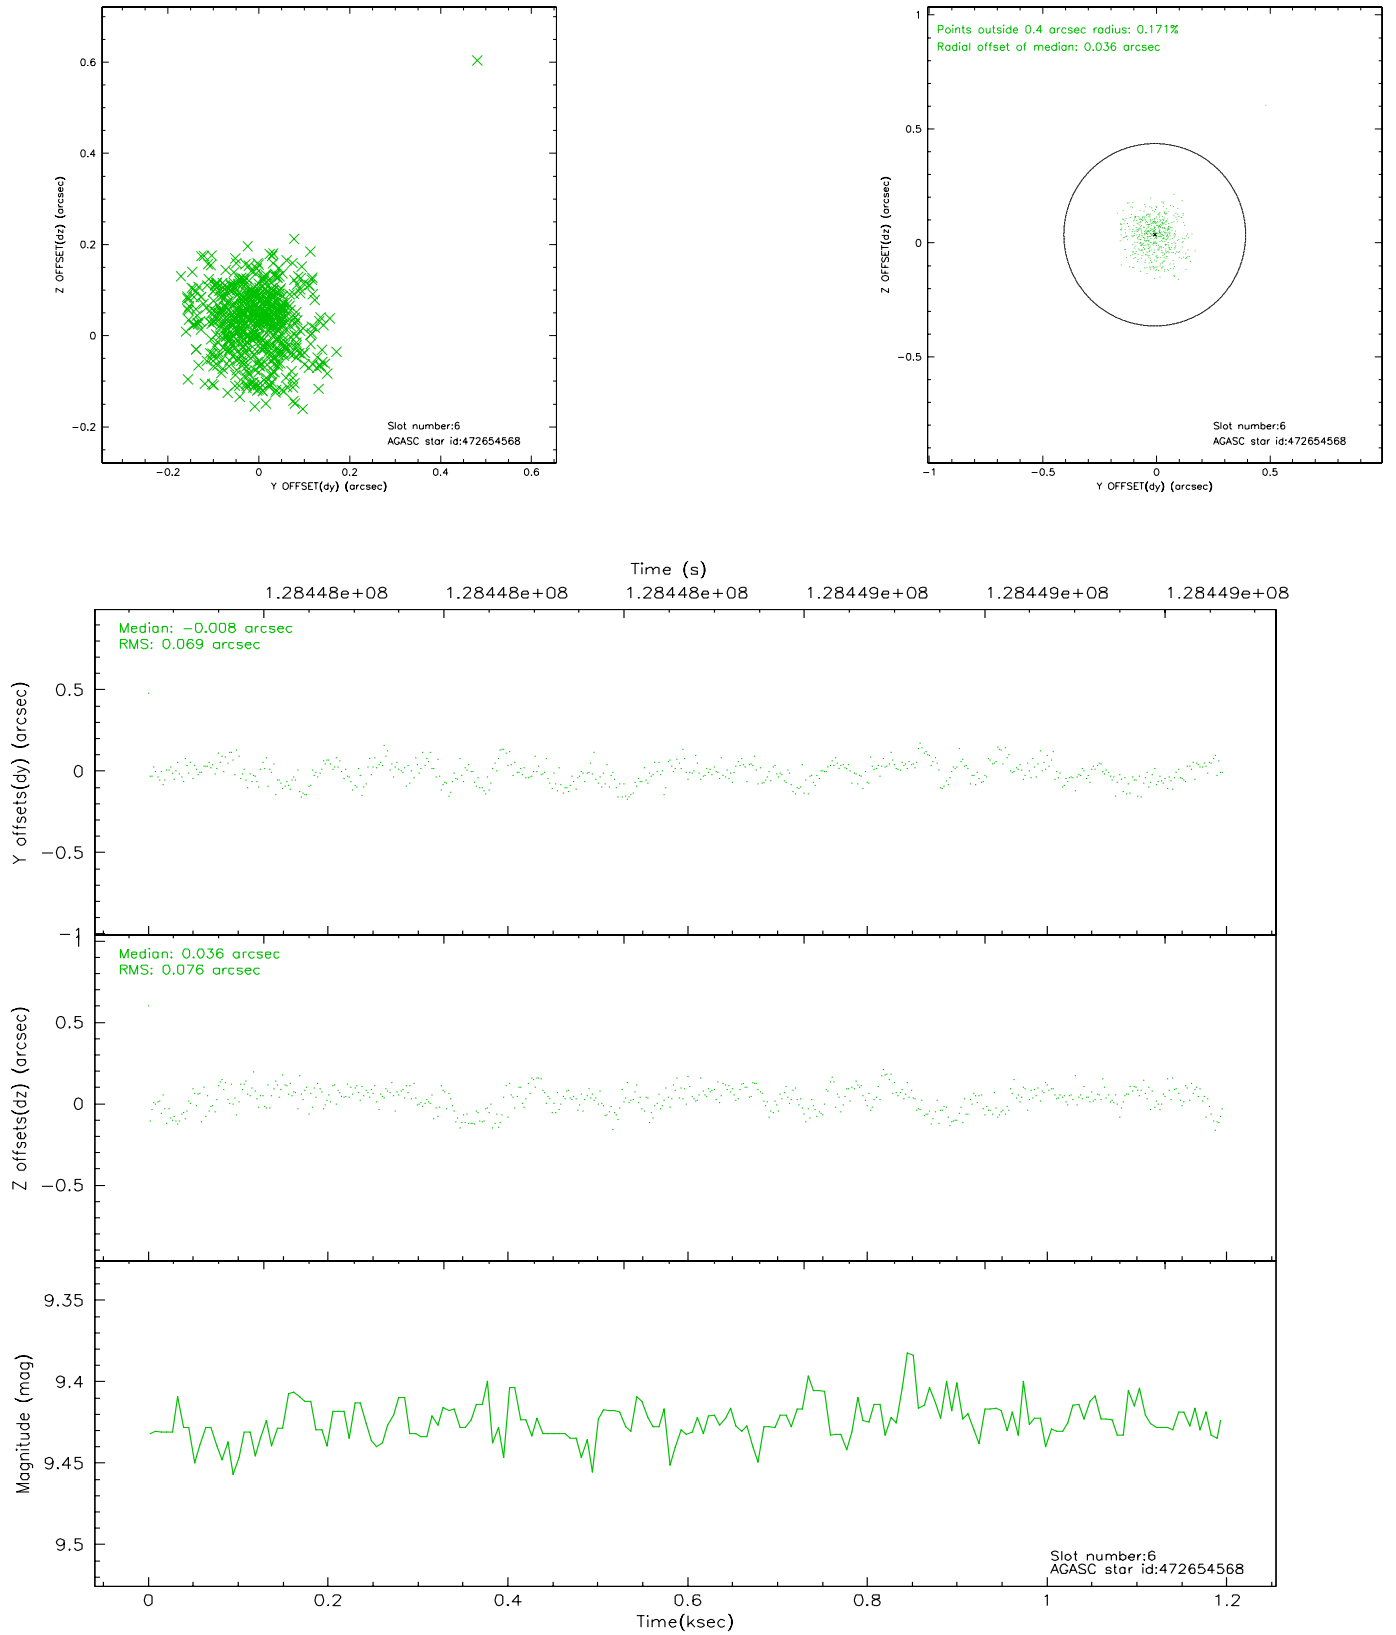 0.6
0.4
0.2
0
−0.2
Z OFFSET(dz) (arcsec)
Slot number:6
AGASC star id:472654568
−0.2 0 0.2 0.4 0.6
Y OFFSET(dy) (arcsec)
Points outside 0.4 arcsec radius: 0.171%
Radial offset of median: 0.036 arcsec
1
0.5
0
−0.5
Z OFFSET(dz) (arcsec)
Slot number:6
AGASC star id:472654568
−1 −0.5 0 0.5
Y OFFSET(dy) (arcsec)
Time (s)
1.28448e+08 1.28448e+08 1.28448e+08 1.28449e+08 1.28449e+08 1.28449e+08
Median: −0.008 arcsec
RMS: 0.069 arcsec
0.5
0
−0.5
−1
Y offsets(dy) (arcsec)
Median: 0.036 arcsec
RMS: 0.076 arcsec
1
0.5
0
−0.5
Z offsets(dz) (arcsec)
9.35
9.4
9.45
9.5
Magnitude (mag)
Slot number:6
AGASC star id:472654568
0 0.2 0.4 0.6 0.8 1 1.2
Time(ksec)